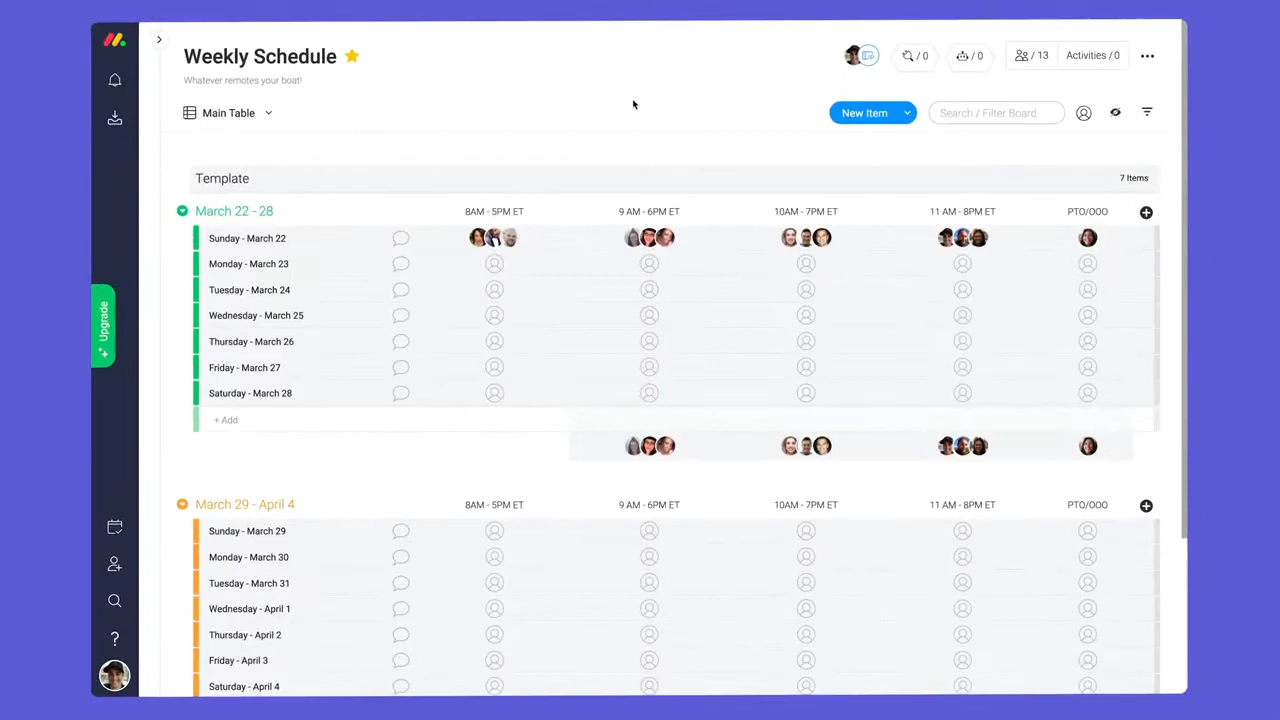 Weekly Schedule
Whatever remotes your boat!
/ 0
/ 0
/ 13
Activities / 0
Main Table
New Item
Search / Filter Board
Template
7 Items
March 22 - 28
8AM - 5PM ET
9 AM - 6PM ET
10AM - 7PM ET
11 AM - 8PM ET
PTO/OOO
Sunday - March 22
Monday - March 23
Tuesday - March 24
Wednesday - March 25
Thursday - March 26
Friday - March 27
Saturday - March 28
+ Add
Upgrade
March 29 - April 4
8AM - 5PM ET
9 AM - 6PM ET
10AM - 7PM ET
11 AM - 8PM ET
PTO/OOO
Sunday - March 29
Monday - March 30
Tuesday - March 31
Wednesday - April 1
Thursday - April 2
Friday - April 3
Saturday - April 4